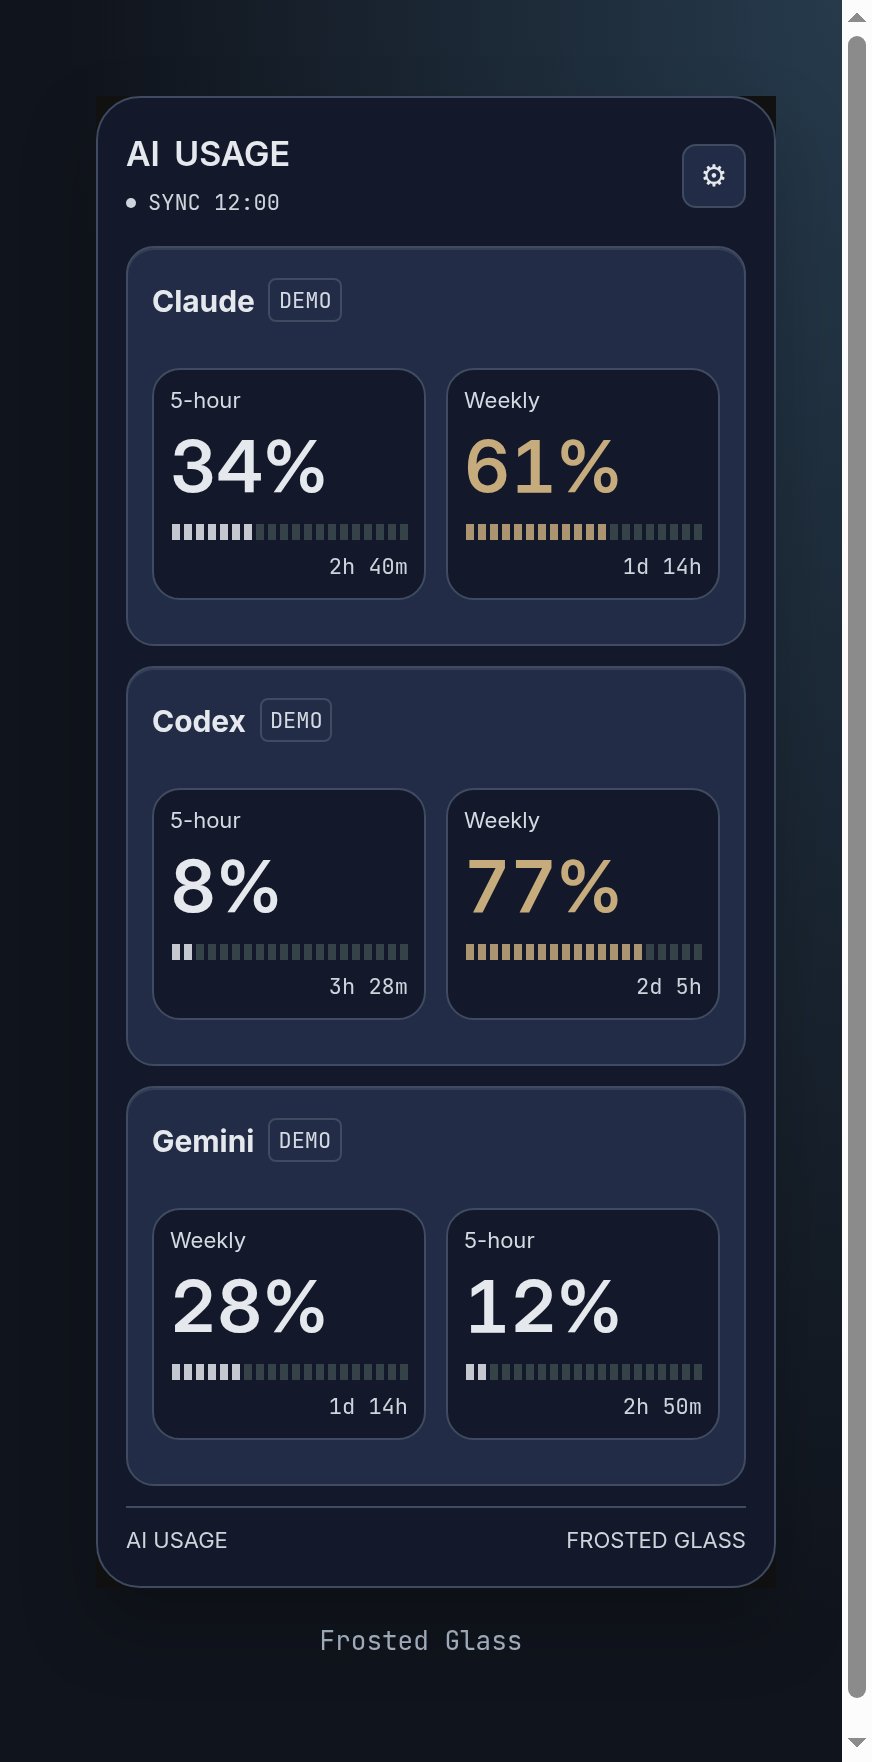 AI USAGE
SYNC 12:00
Claude DEMO
5-hour
34%
2h 40m
Weekly
61%
1d 14h
Codex DEMO
5-hour
8%
3h 28m
Weekly
77%
2d 5h
Gemini DEMO
Weekly
28%
1d 14h
5-hour
12%
2h 50m
AI USAGE
FROSTED GLASS
Frosted Glass